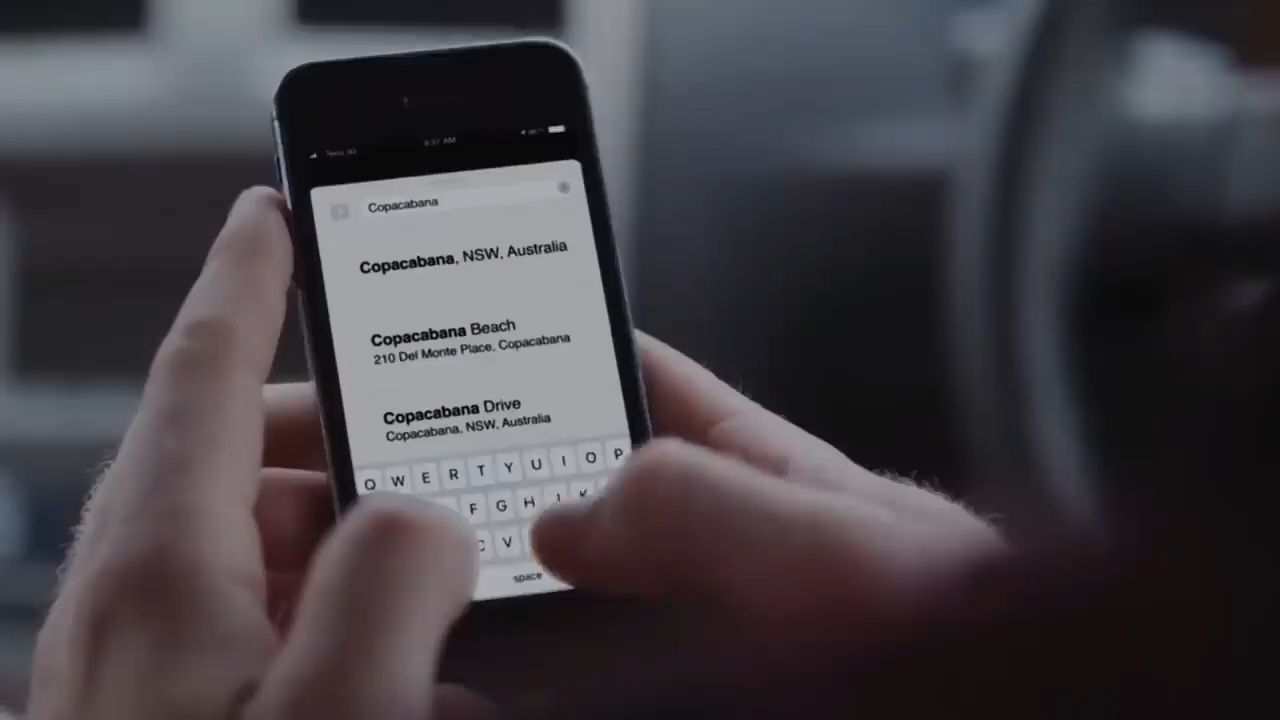 Copacabana
Copacabana, NSW, Australia
Copacabana Beach
210 Del Monte Place, Copacabana
Copacabana Drive
Copacabana, NSW, Australia
Q W E R T Y U I O P
F G H
C V
space